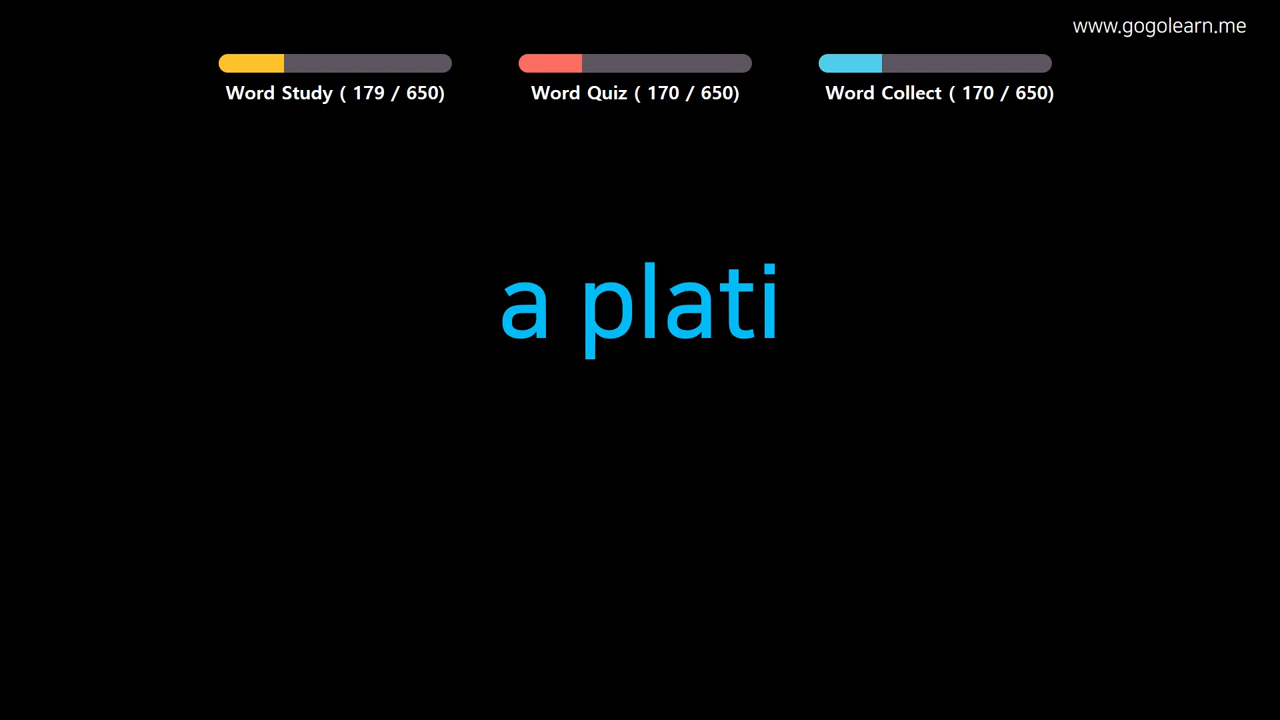 www.gogolearn.me
Word Study ( 179 / 650)
Word Quiz ( 170 / 650)
Word Collect ( 170 / 650)
a plati